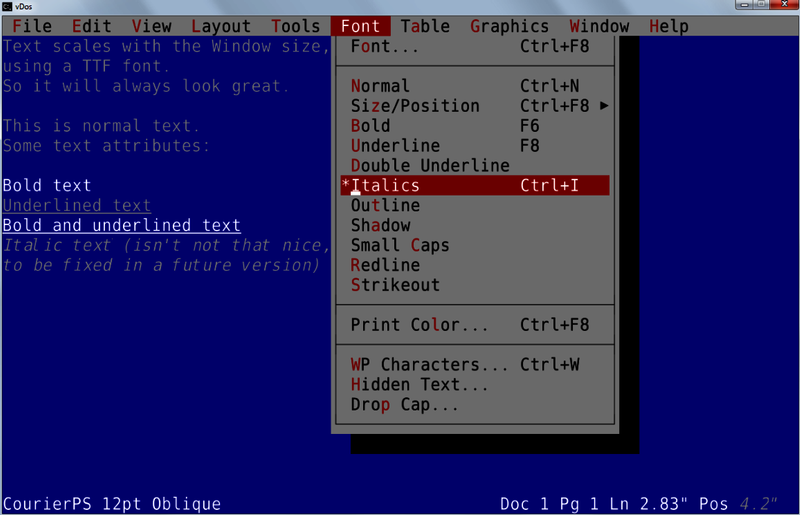 vDos
File Edit View Layout Tools Font Table Graphics Window Help
Text scales with the Window size,
using a TTF font.
So it will always look great.
This is normal text.
Some text attributes:
Bold text
Underlined text
Bold and underlined text
Italic text (isn't not that nice,
to be fixed in a future version)
Font... Ctrl+F8
Normal Ctrl+N
Size/Position Ctrl+F8 ►
Bold F6
Underline F8
Double Underline
*Italics Ctrl+I
Outline
Shadow
Small Caps
Redline
Strikeout
Print Color... Ctrl+F8
WP Characters... Ctrl+W
Hidden Text...
Drop Cap...
CourierPS 12pt Oblique Doc 1 Pg 1 Ln 2.83" Pos 4.2"